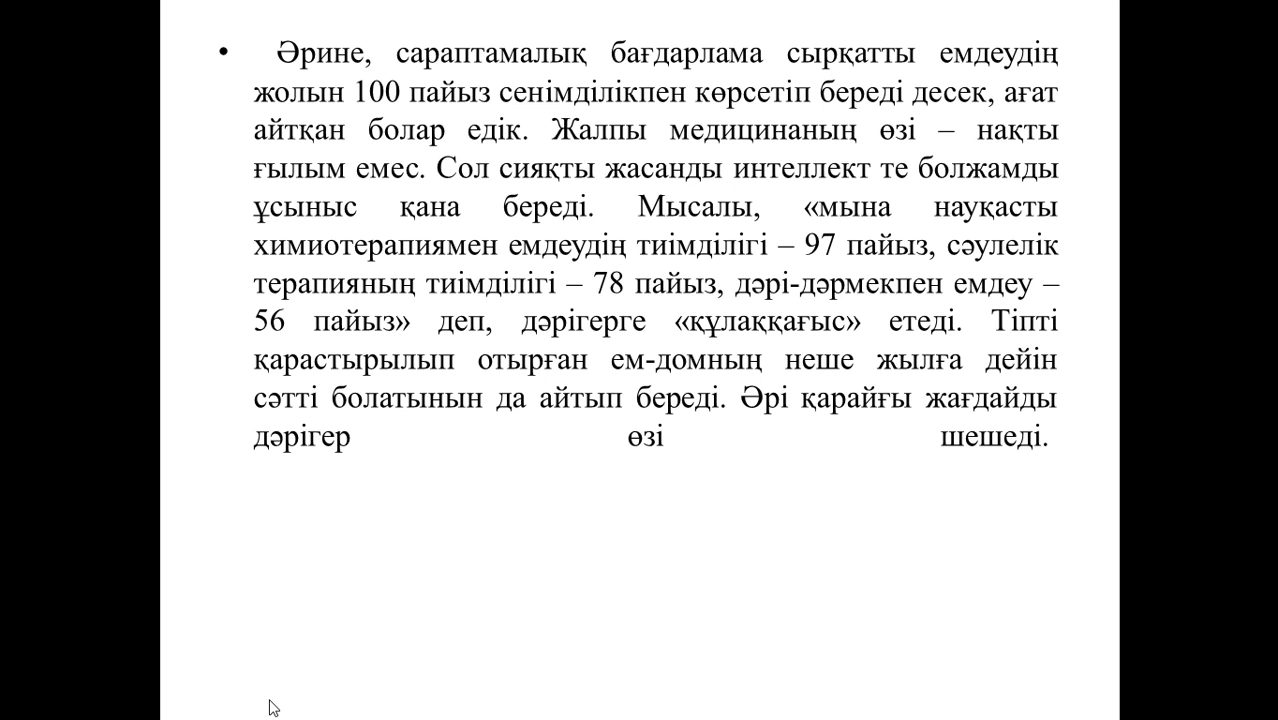 • Әрине, сараптамалық бағдарлама сырқатты емдеудің
жолын 100 пайыз сенімділікпен көрсетіп береді десек, ағат
айтқан болар едік. Жалпы медицинаның өзі – нақты
ғылым емес. Сол сияқты жасанды интеллект те болжамды
ұсыныс қана береді. Мысалы, «мына науқасты
химиотерапиямен емдеудің тиімділігі – 97 пайыз, сәулелік
терапияның тиімділігі – 78 пайыз, дәрі-дәрмекпен емдеу –
56 пайыз» деп, дәрігерге «құлаққағыс» етеді. Тіпті
қарастырылып отырған ем-домның неше жылға дейін
сәтті болатынын да айтып береді. Әрі қарайғы жағдайды
дәрігер өзі шешеді.